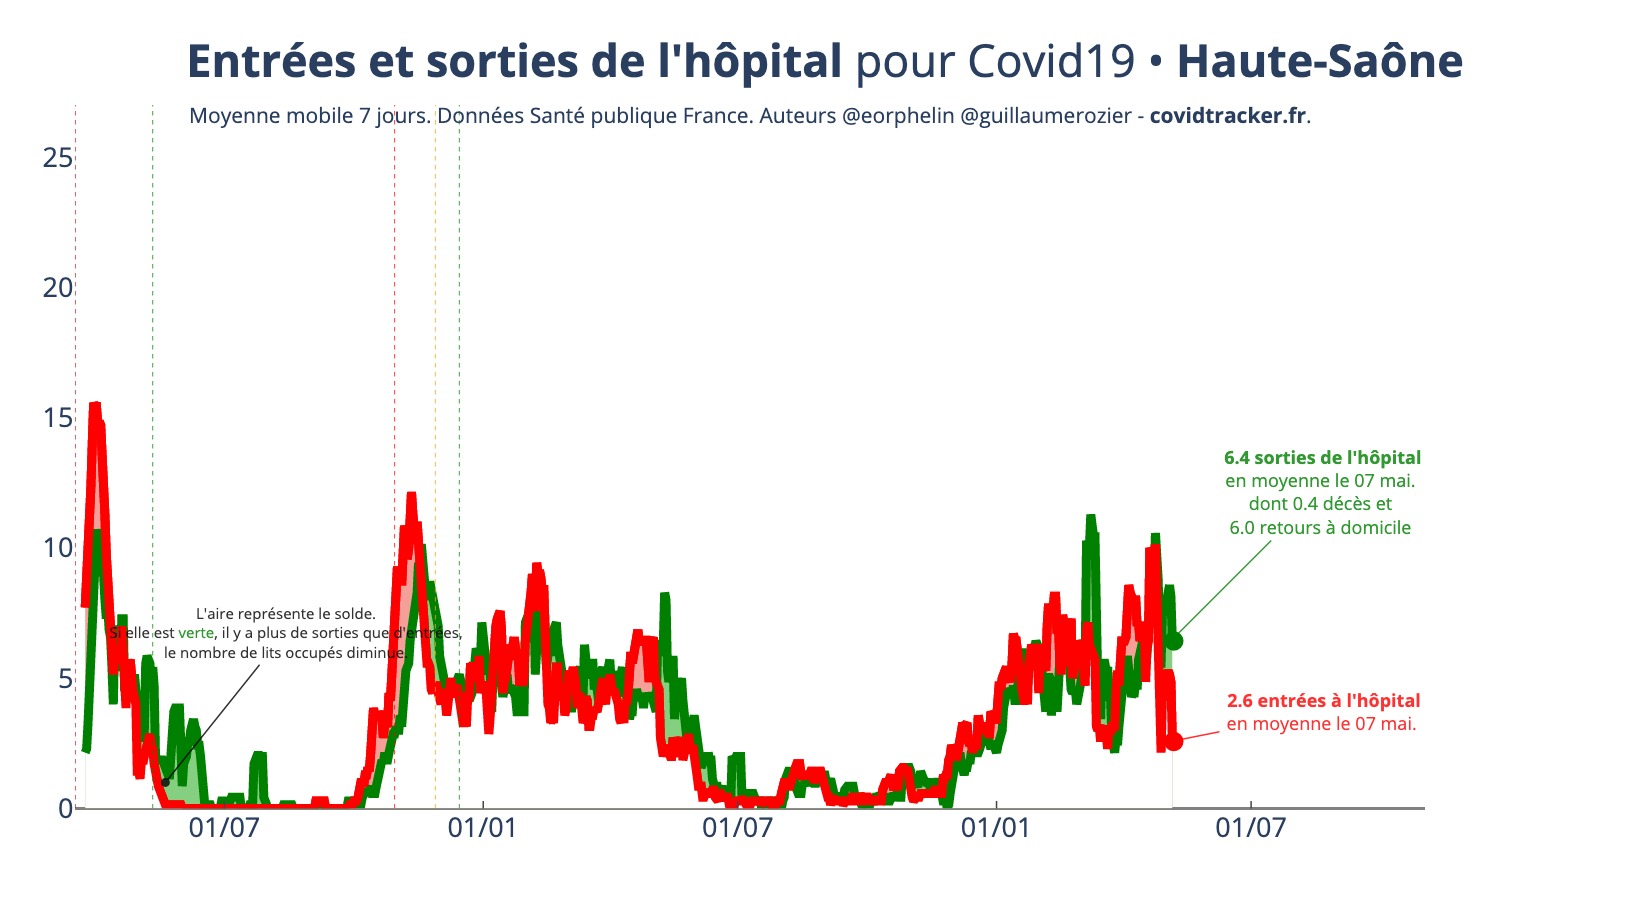 Entrées et sorties de l'hôpital pour Covid19 • Haute-Saône
Moyenne mobile 7 jours. Données Santé publique France. Auteurs @eorphelin @guillaumerozier - covidtracker.fr.
25
20
15
10
5
0
6.4 sorties de l'hôpital
en moyenne le 07 mai.
dont 0.4 décès et
6.0 retours à domicile
L'aire représente le solde.
Si elle est verte, il y a plus de sorties que d'entrées,
le nombre de lits occupés diminue.
2.6 entrées à l'hôpital
en moyenne le 07 mai.
01/07 01/01 01/07 01/01 01/07